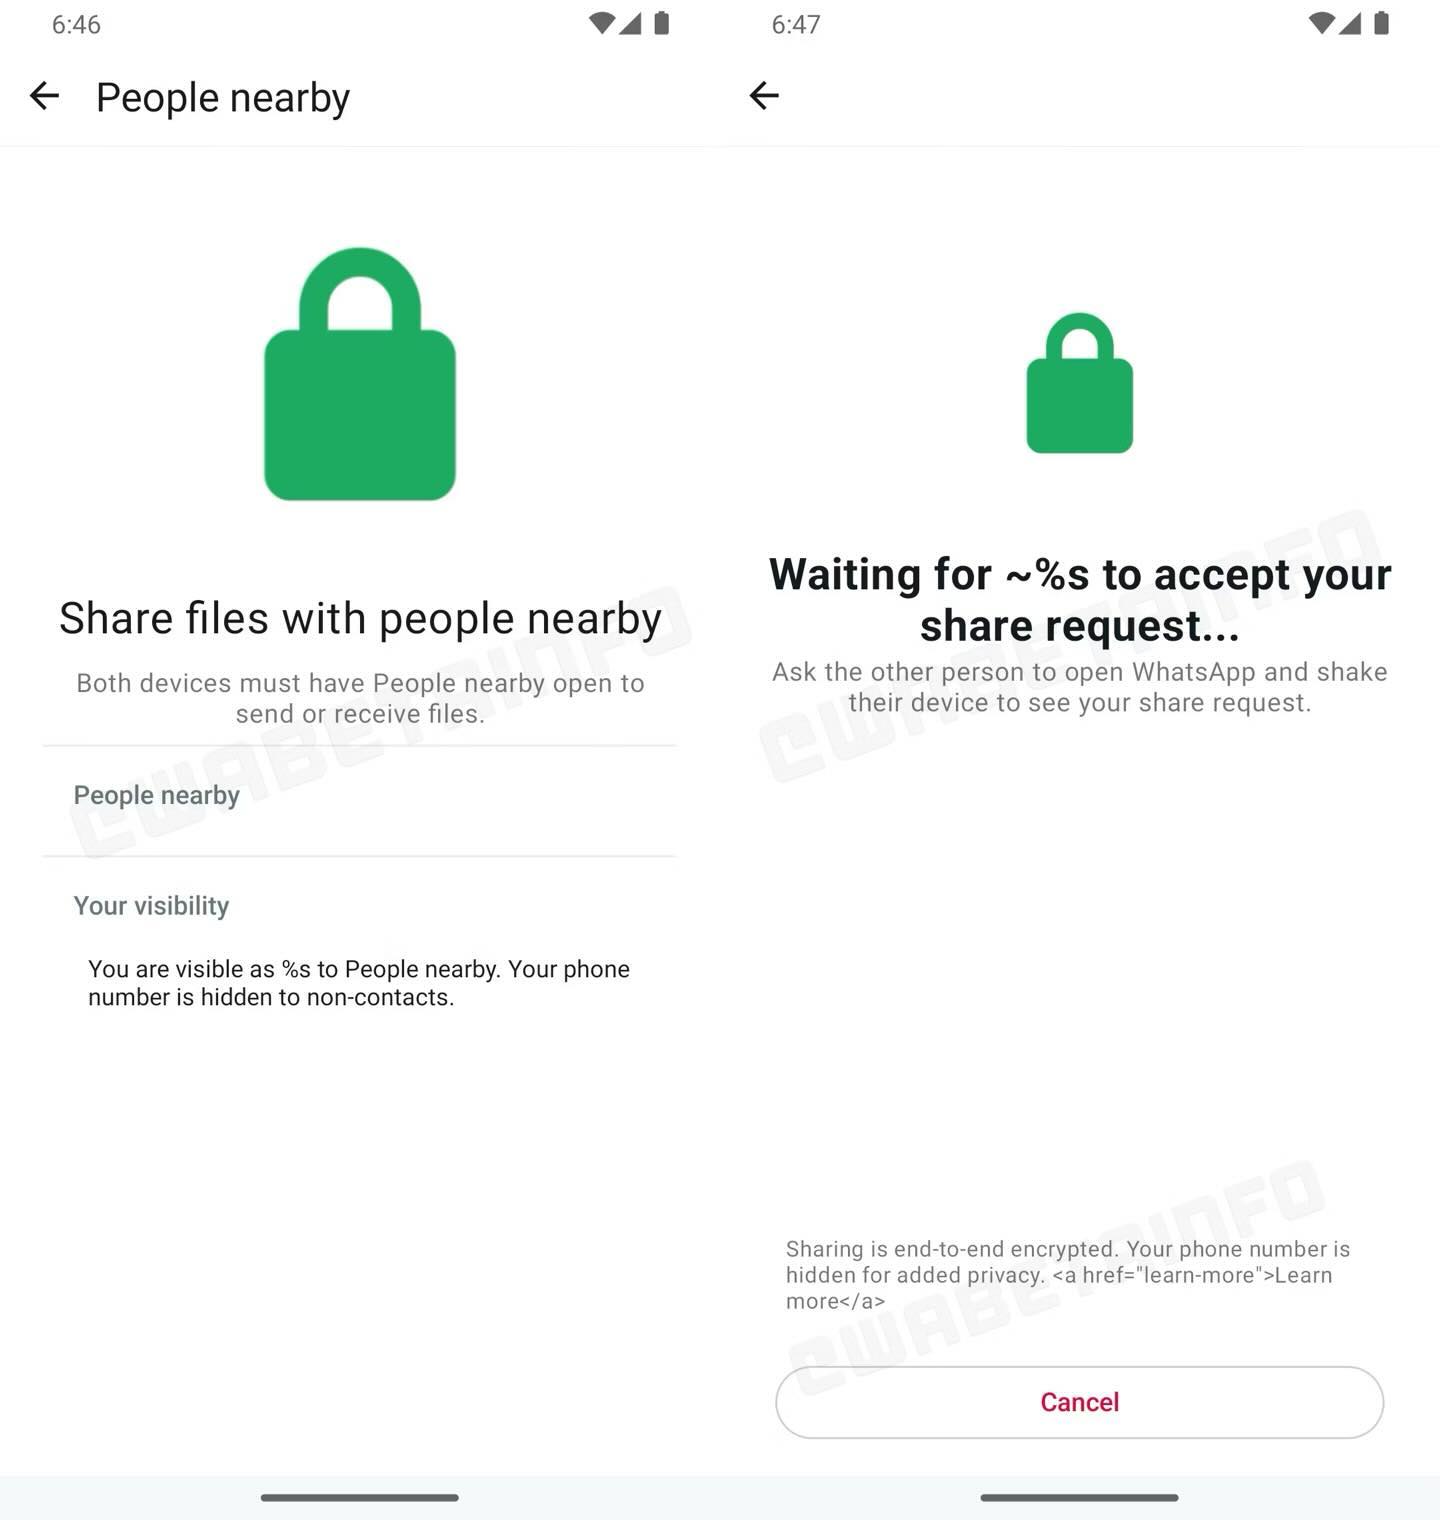 6:46
People nearby
Share files with people nearby
Both devices must have People nearby open to
send or receive files.
People nearby
Your visibility
You are visible as %s to People nearby. Your phone
number is hidden to non-contacts.
CWABETAINFO
6:47
Waiting for ~%s to accept your
share request...
Ask the other person to open WhatsApp and shake
their device to see your share request.
CWABETAINFO
Sharing is end-to-end encrypted. Your phone number is
hidden for added privacy. <a href="learn-more">Learn
more</a>
CWABETAINFO
Cancel